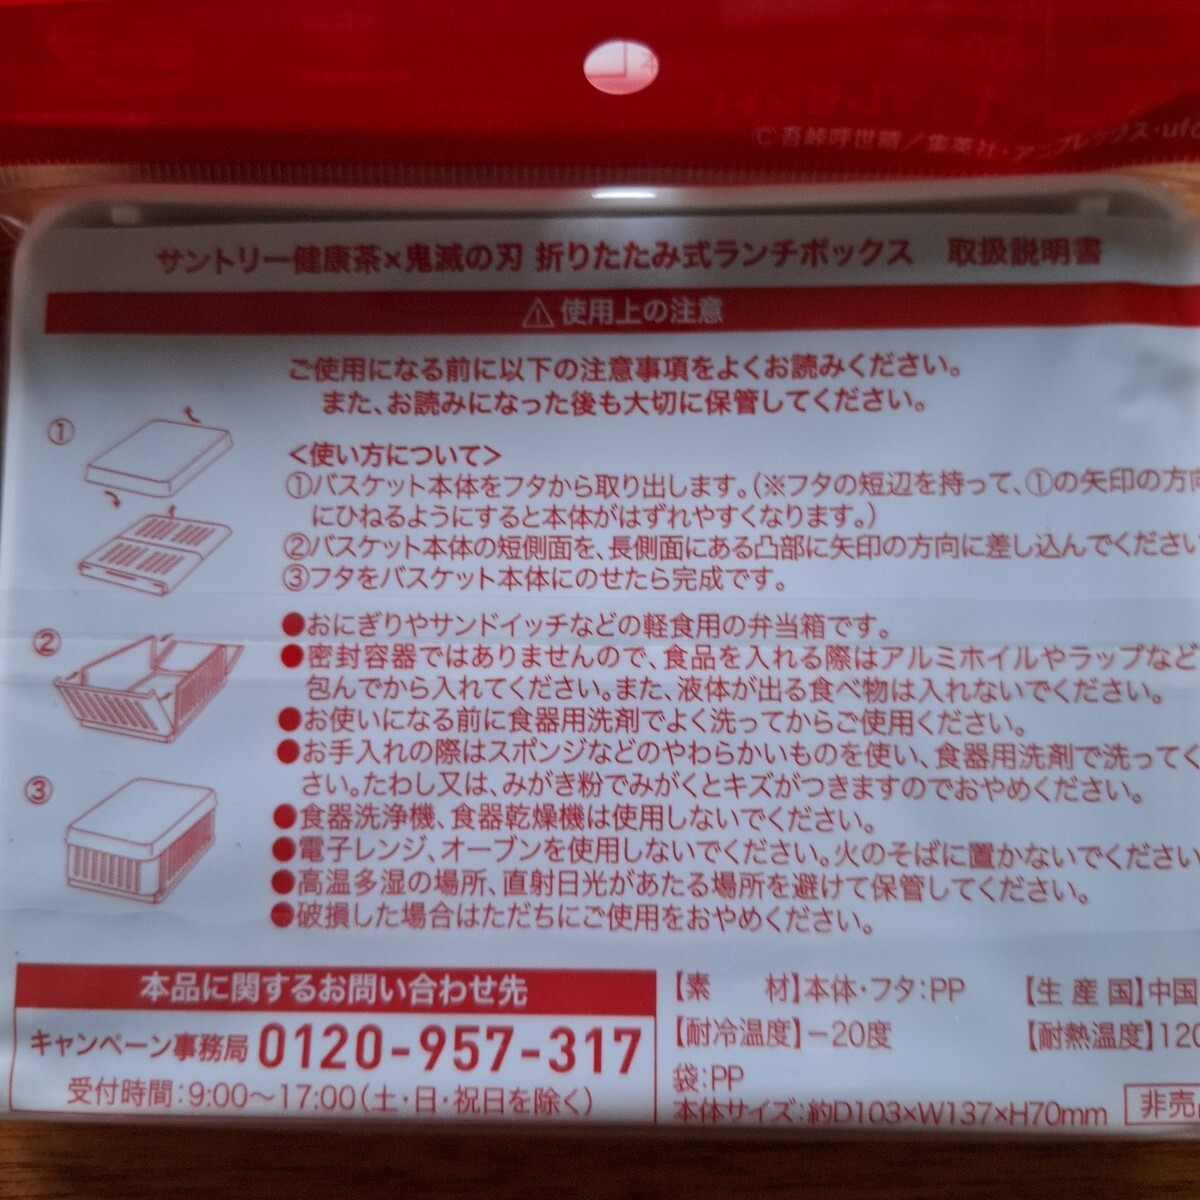 ©吾峠呼世晴／集英社・アニプレックス・ufo
サントリー健康茶×鬼滅の刃 折りたたみ式ランチボックス 取扱説明書
⚠使用上の注意
ご使用になる前に以下の注意事項をよくお読みください。
また、お読みになった後も大切に保管してください。
①
<使い方について>
①バスケット本体をフタから取り出します。(※フタの短辺を持って、①の矢印の方向
にひねるようにすると本体がはずれやすくなります。)
②バスケット本体の短側面を、長側面にある凸部に矢印の方向に差し込んでください
③フタをバスケット本体にのせたら完成です。
②
③
●おにぎりやサンドイッチなどの軽食用の弁当箱です。
●密封容器ではありませんので、食品を入れる際はアルミホイルやラップなど
包んでから入れてください。また、液体が出る食べ物は入れないでください。
●お使いになる前に食器用洗剤でよく洗ってからご使用ください。
●お手入れの際はスポンジなどのやわらかいものを使い、食器用洗剤で洗ってく
さい。たわし又は、みがき粉でみがくとキズがつきますのでおやめください。
●食器洗浄機、食器乾燥機は使用しないでください。
●電子レンジ、オーブンを使用しないでください。火のそばに置かないでください
●高温多湿の場所、直射日光があたる場所を避けて保管してください。
●破損した場合はただちにご使用をおやめください。
本品に関するお問い合わせ先
キャンペーン事務局 0120-957-317
受付時間:9:00〜17:00(土・日・祝日を除く)
【素 材】本体・フタ:PP 【生産国】中国
【耐冷温度】−20度 【耐熱温度】120
袋:PP
本体サイズ:約D103×W137×H70mm 非売